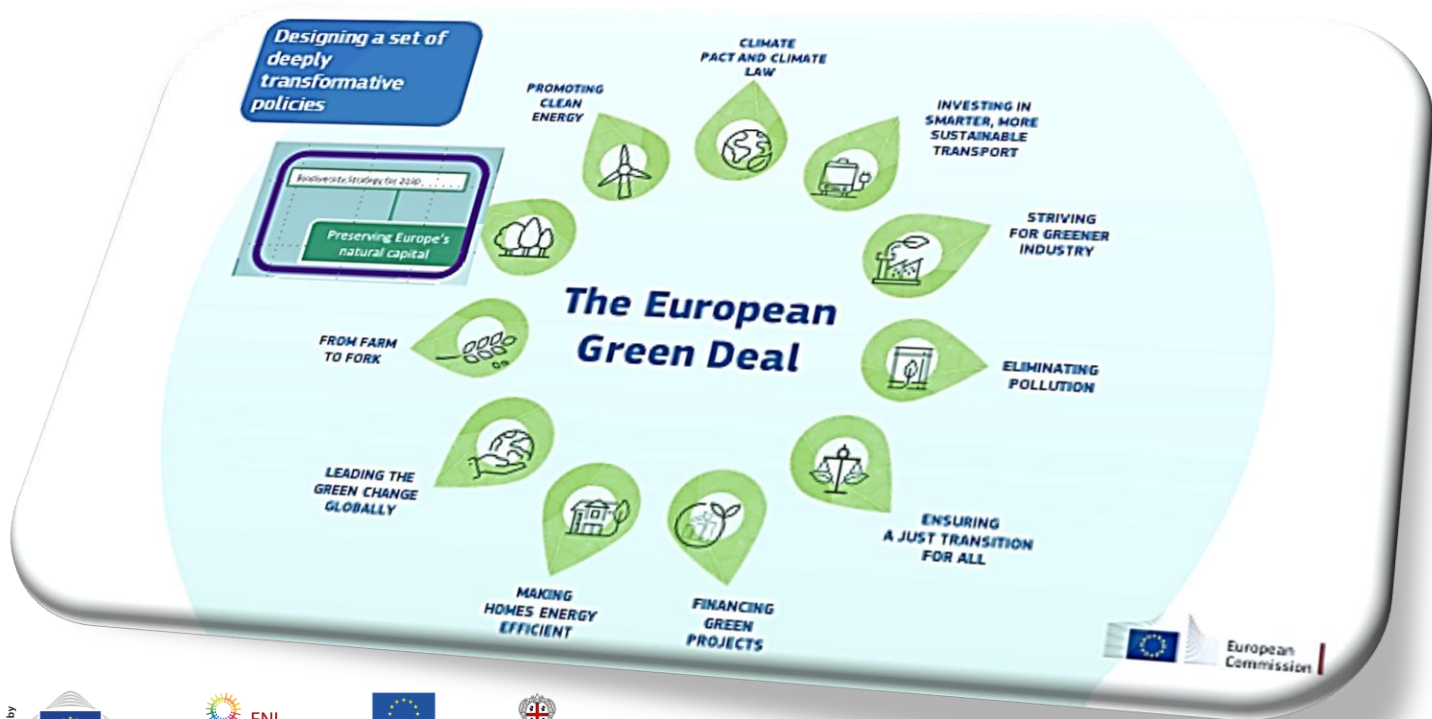 Designing a set of
deeply
transformative
policies
CLIMATE
PACT AND CLIMATE
LAW
PROMOTING
CLEAN
ENERGY
INVESTING IN
SMARTER, MORE
SUSTAINABLE
TRANSPORT
Biodiversity Strategy for 2030
Preserving Europe's
natural capital
STRIVING
FOR GREENER
INDUSTRY
The European
Green Deal
FROM FARM
TO FORK
ELIMINATING
POLLUTION
LEADING THE
GREEN CHANGE
GLOBALLY
ENSURING
A JUST TRANSITION
FOR ALL
MAKING
HOMES ENERGY
EFFICIENT
FINANCING
GREEN
PROJECTS
European
Commission
by
ENI